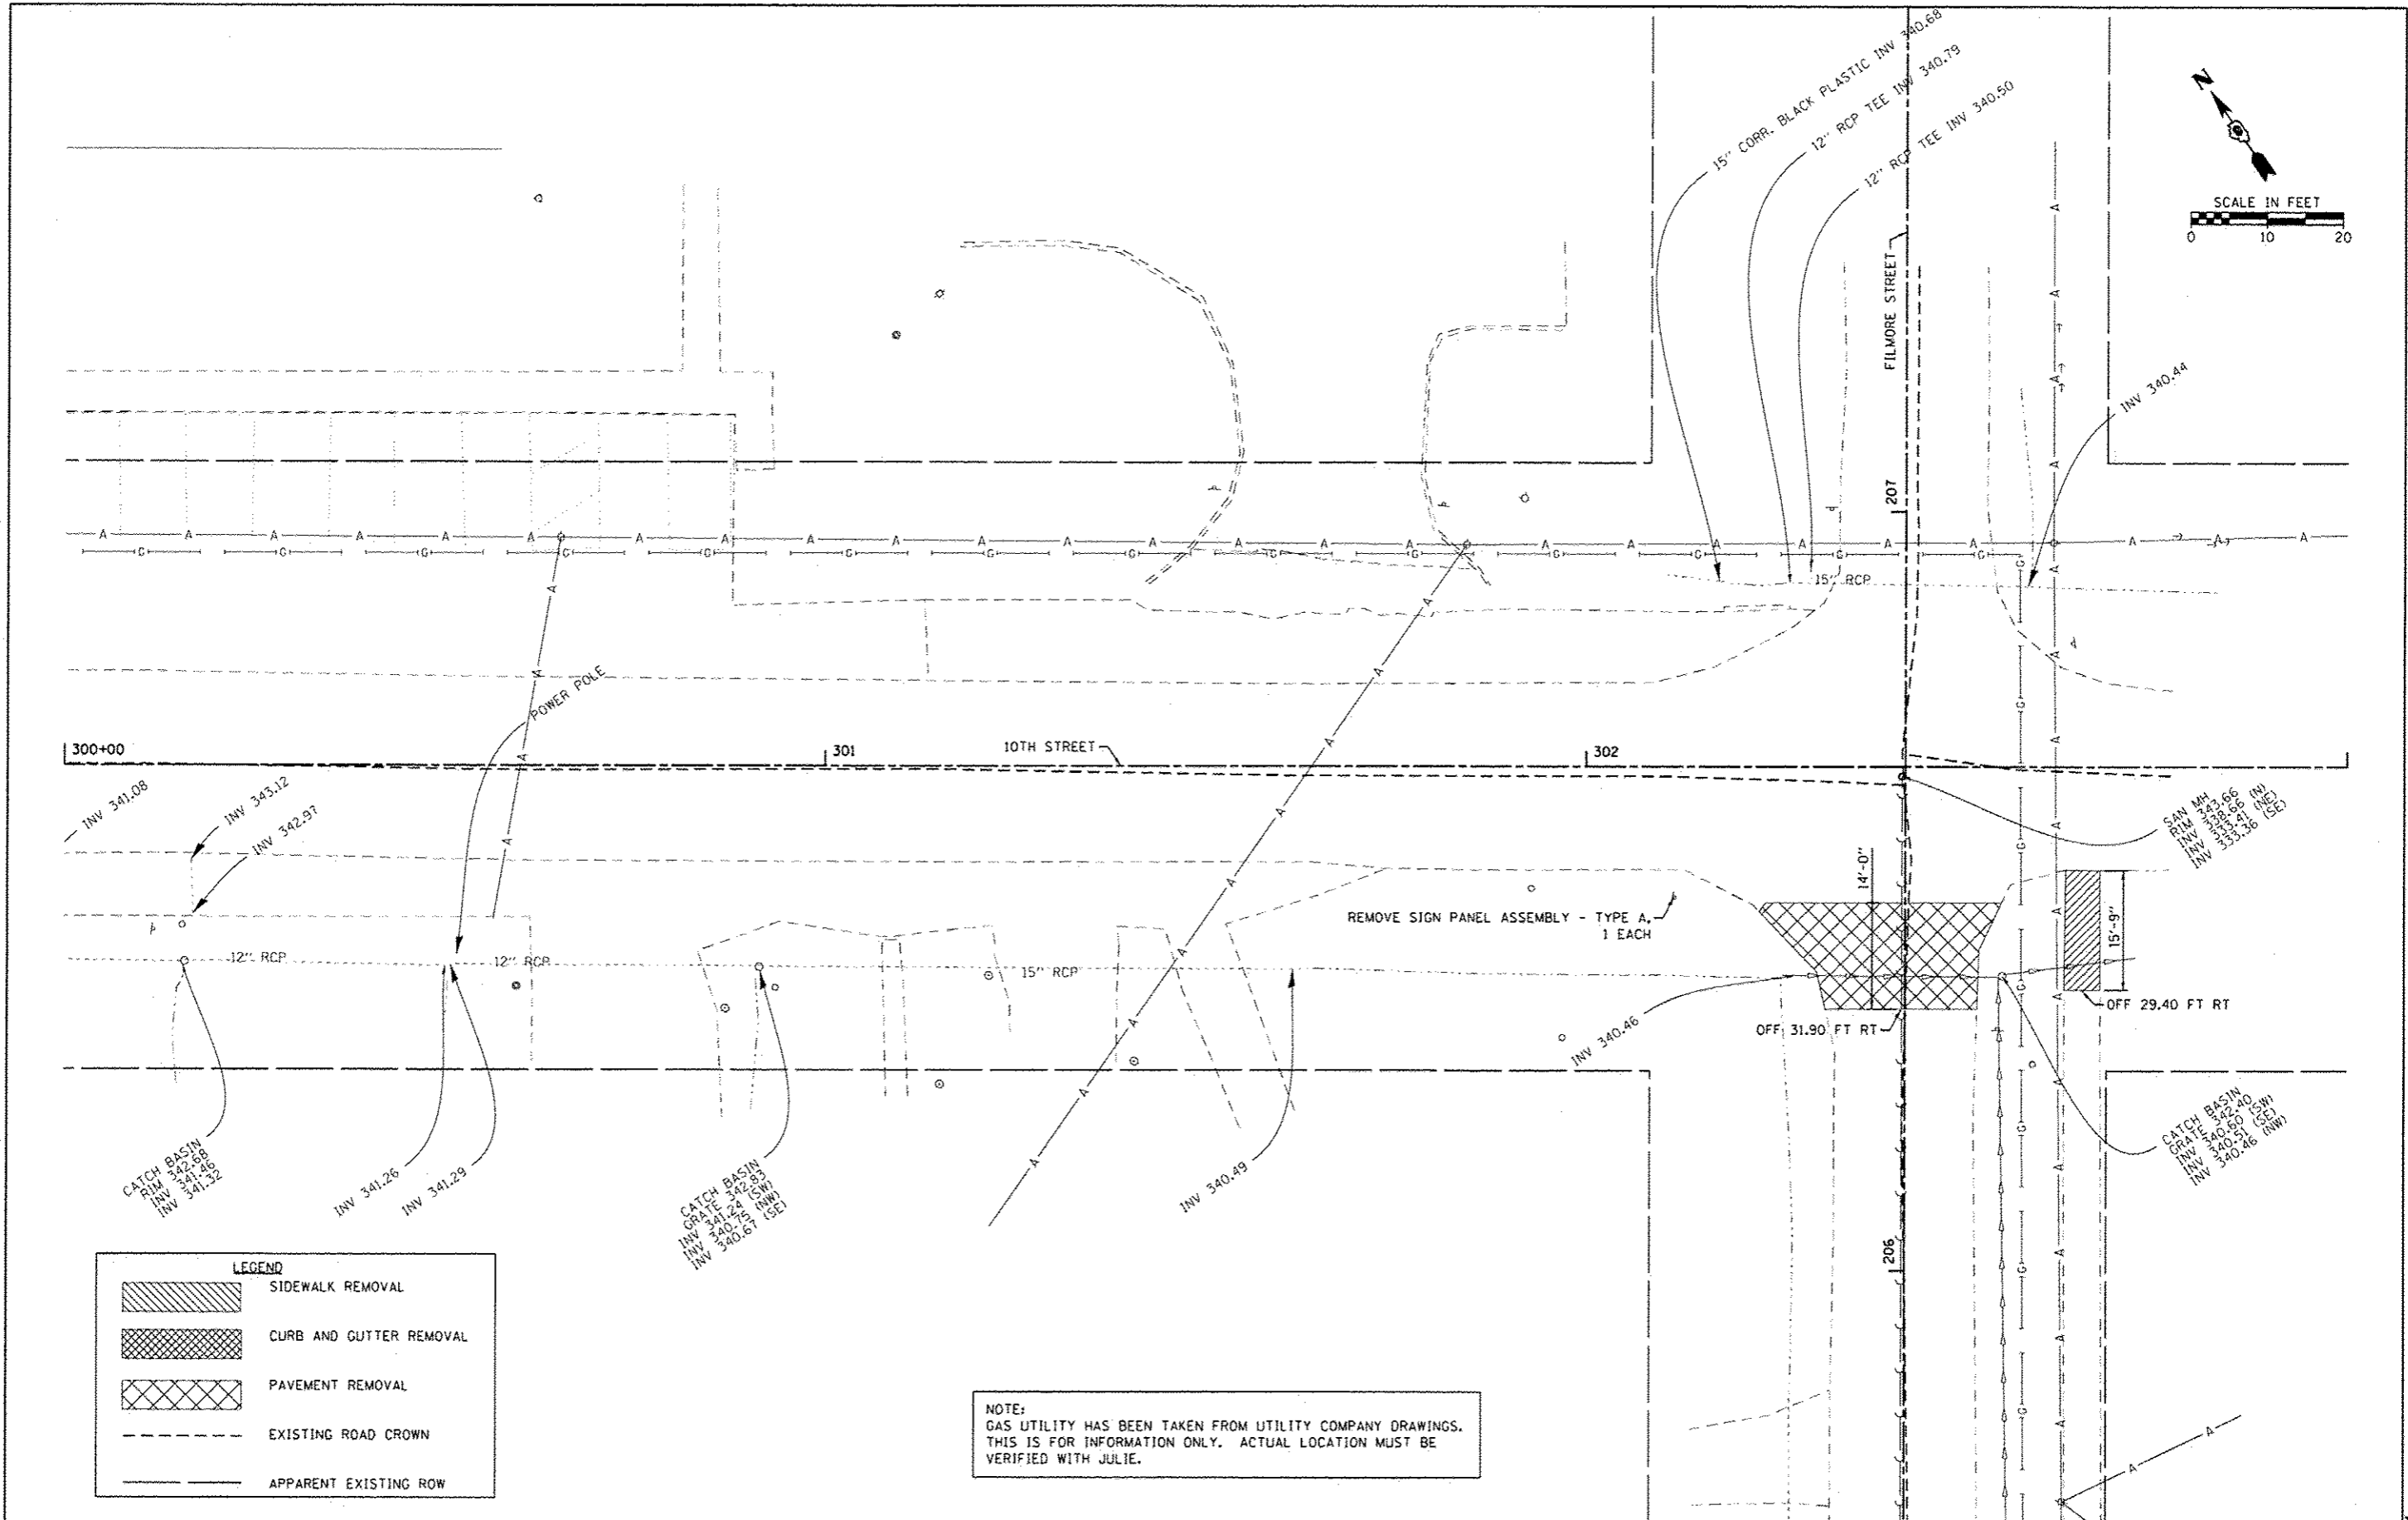 15" CORR. BLACK PLASTIC INV 340.68
12" RCP TEE INV 340.79
12" RCP TEE INV 340.50
N
SCALE IN FEET
0 10 20
FILMORE STREET
INV 340.44
207
A A A A A A A A A A A A A A A A A A A A A A A A A A
G G G G G G G G G G G G G
15" RCP
POWER POLE
300+00
301
10TH STREET
302
INV 341.08
INV 343.12
INV 342.97
SAN MH
RIM 343.66
INV 338.66 (N)
INV 333.41 (NE)
INV 333.36 (SE)
14'-0"
15'-9"
REMOVE SIGN PANEL ASSEMBLY - TYPE A,
1 EACH
12" RCP
12" RCP
15" RCP
OFF 29.40 FT RT
OFF 31.90 FT RT
INV 340.46
CATCH BASIN
RIM 342.68
INV 341.46
INV 341.32
INV 341.26
INV 341.29
CATCH BASIN
GRATE 342.83
INV 341.24 (SW)
INV 340.75 (NW)
INV 340.67 (SE)
INV 340.49
CATCH BASIN
GRATE 342.40
INV 340.60 (SW)
INV 340.51 (SE)
INV 340.46 (NW)
206
LEGEND
SIDEWALK REMOVAL
CURB AND GUTTER REMOVAL
PAVEMENT REMOVAL
EXISTING ROAD CROWN
APPARENT EXISTING ROW
NOTE:
GAS UTILITY HAS BEEN TAKEN FROM UTILITY COMPANY DRAWINGS.
THIS IS FOR INFORMATION ONLY. ACTUAL LOCATION MUST BE
VERIFIED WITH JULIE.